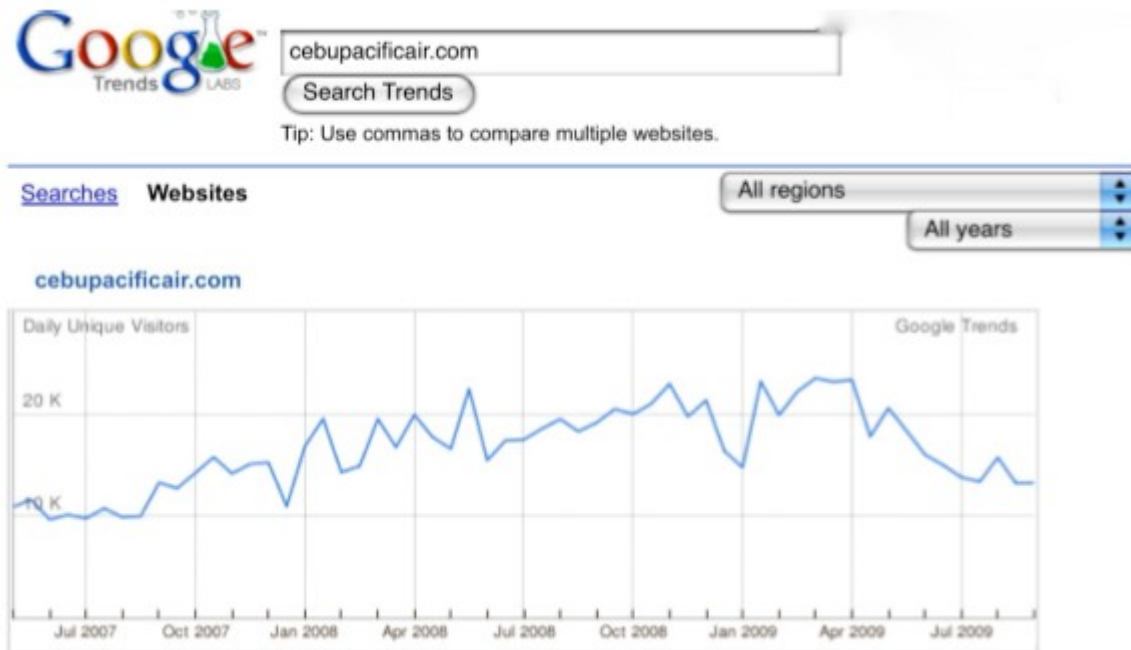 Google™
Trends LABS
cebupacificair.com
Search Trends
Tip: Use commas to compare multiple websites.
Searches Websites
All regions
All years
cebupacificair.com
Daily Unique Visitors Google Trends
20 K
10 K
Jul 2007 Oct 2007 Jan 2008 Apr 2008 Jul 2008 Oct 2008 Jan 2009 Apr 2009 Jul 2009